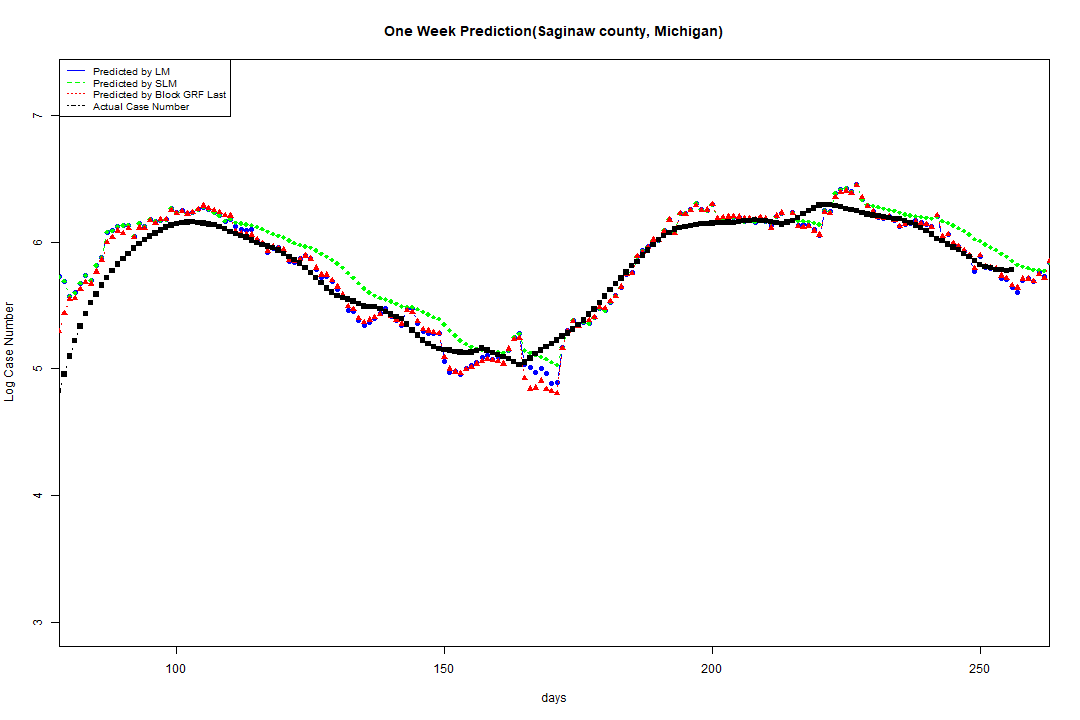 One Week Prediction(Saginaw county, Michigan)
Predicted by LM
Predicted by SLM
Predicted by Block GRF Last
Actual Case Number
7
6
5
4
3
Log Case Number
100 150 200 250
days